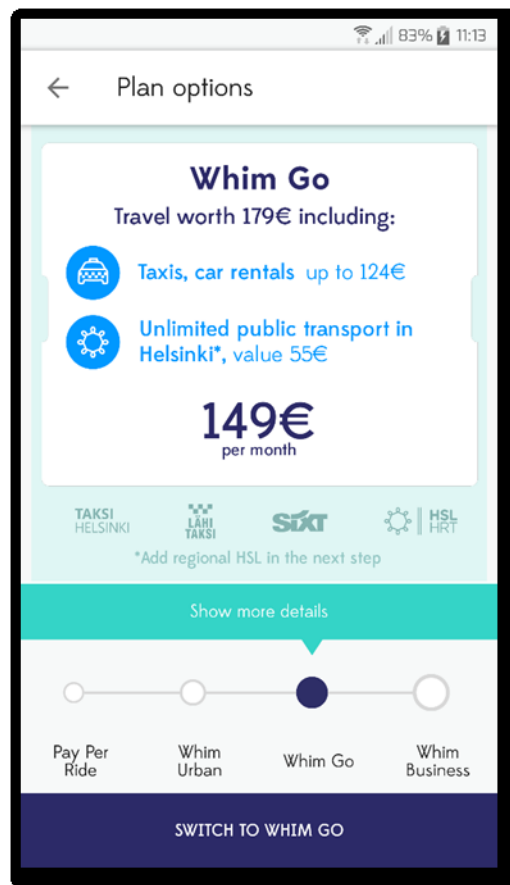 83% 11:13
Plan options
Whim Go
Travel worth 179€ including:
Taxis, car rentals up to 124€
Unlimited public transport in
Helsinki*, value 55€
149€
per month
TAKSI
HELSINKI
LÄHI
TAKSI
SIXT
HSL
HRT
*Add regional HSL in the next step
Show more details
Pay Per
Ride
Whim
Urban
Whim Go
Whim
Business
SWITCH TO WHIM GO